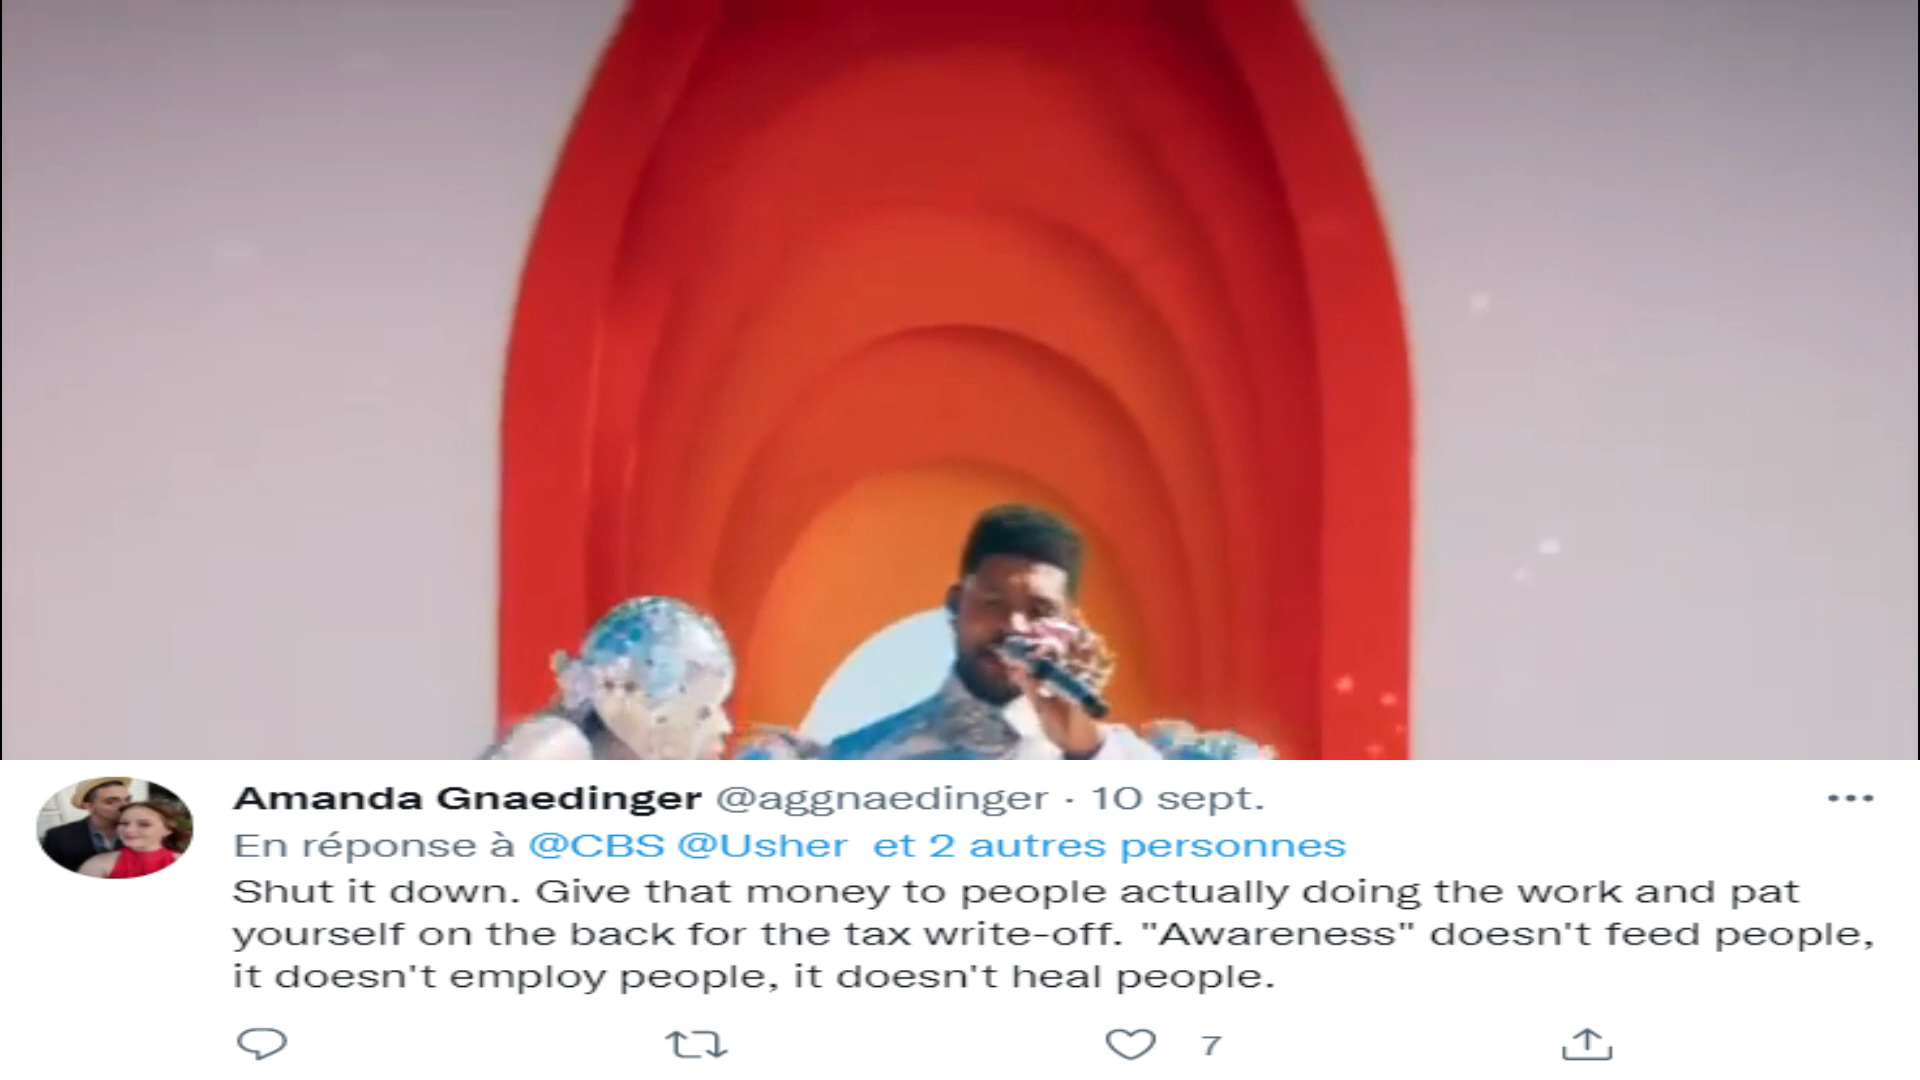 Amanda Gnaedinger @aggnaedinger · 10 sept.
En réponse à @CBS @Usher et 2 autres personnes
Shut it down. Give that money to people actually doing the work and pat
yourself on the back for the tax write-off. "Awareness" doesn't feed people,
it doesn't employ people, it doesn't heal people.
7